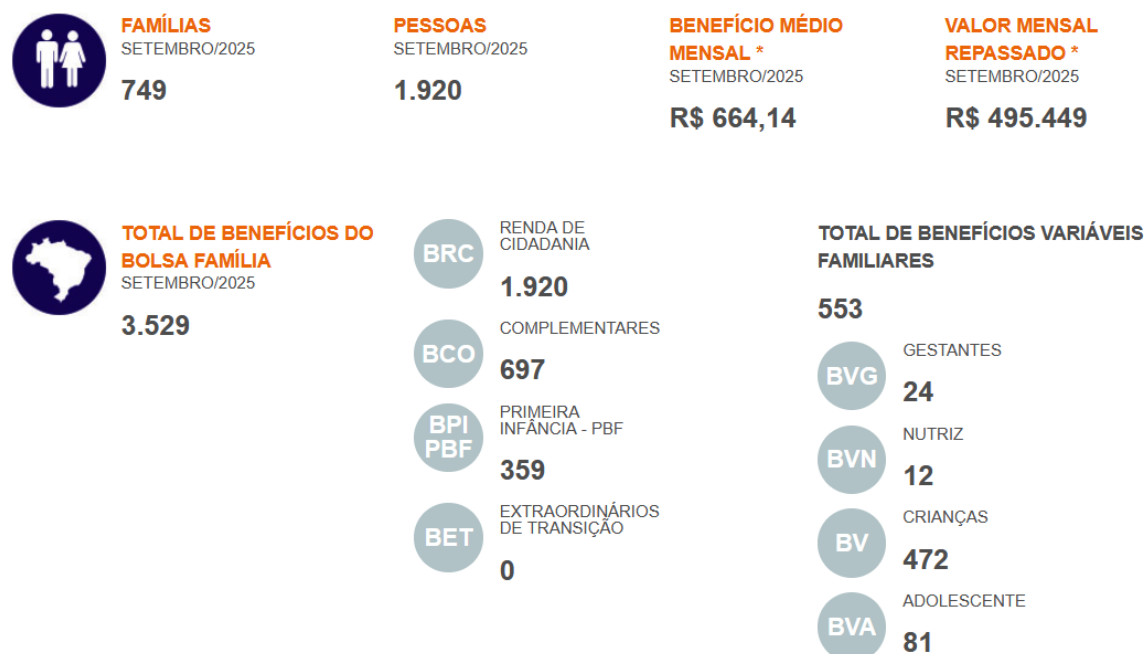 FAMÍLIAS
SETEMBRO/2025
749
PESSOAS
SETEMBRO/2025
1.920
BENEFÍCIO MÉDIO
MENSAL *
SETEMBRO/2025
R$ 664,14
VALOR MENSAL
REPASSADO *
SETEMBRO/2025
R$ 495.449
TOTAL DE BENEFÍCIOS DO
BOLSA FAMÍLIA
SETEMBRO/2025
3.529
BRC
RENDA DE
CIDADANIA
1.920
BCO
COMPLEMENTARES
697
BPI
PBF
PRIMEIRA
INFÂNCIA - PBF
359
BET
EXTRAORDINÁRIOS
DE TRANSIÇÃO
0
TOTAL DE BENEFÍCIOS VARIÁVEIS
FAMILIARES
553
BVG
GESTANTES
24
BVN
NUTRIZ
12
BV
CRIANÇAS
472
BVA
ADOLESCENTE
81